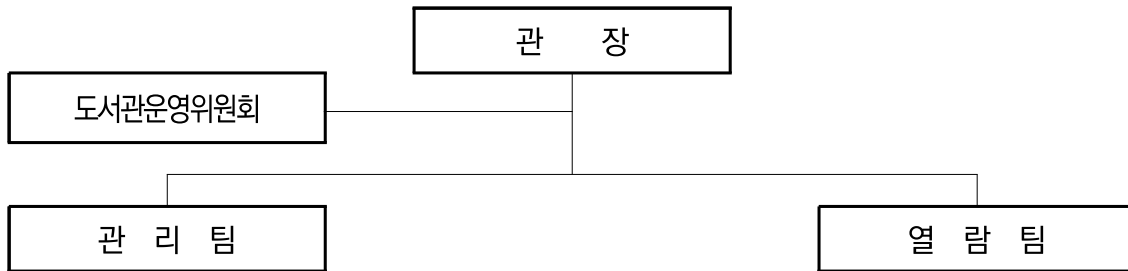 관 장
도서관운영위원회
관 리 팀
열 람 팀